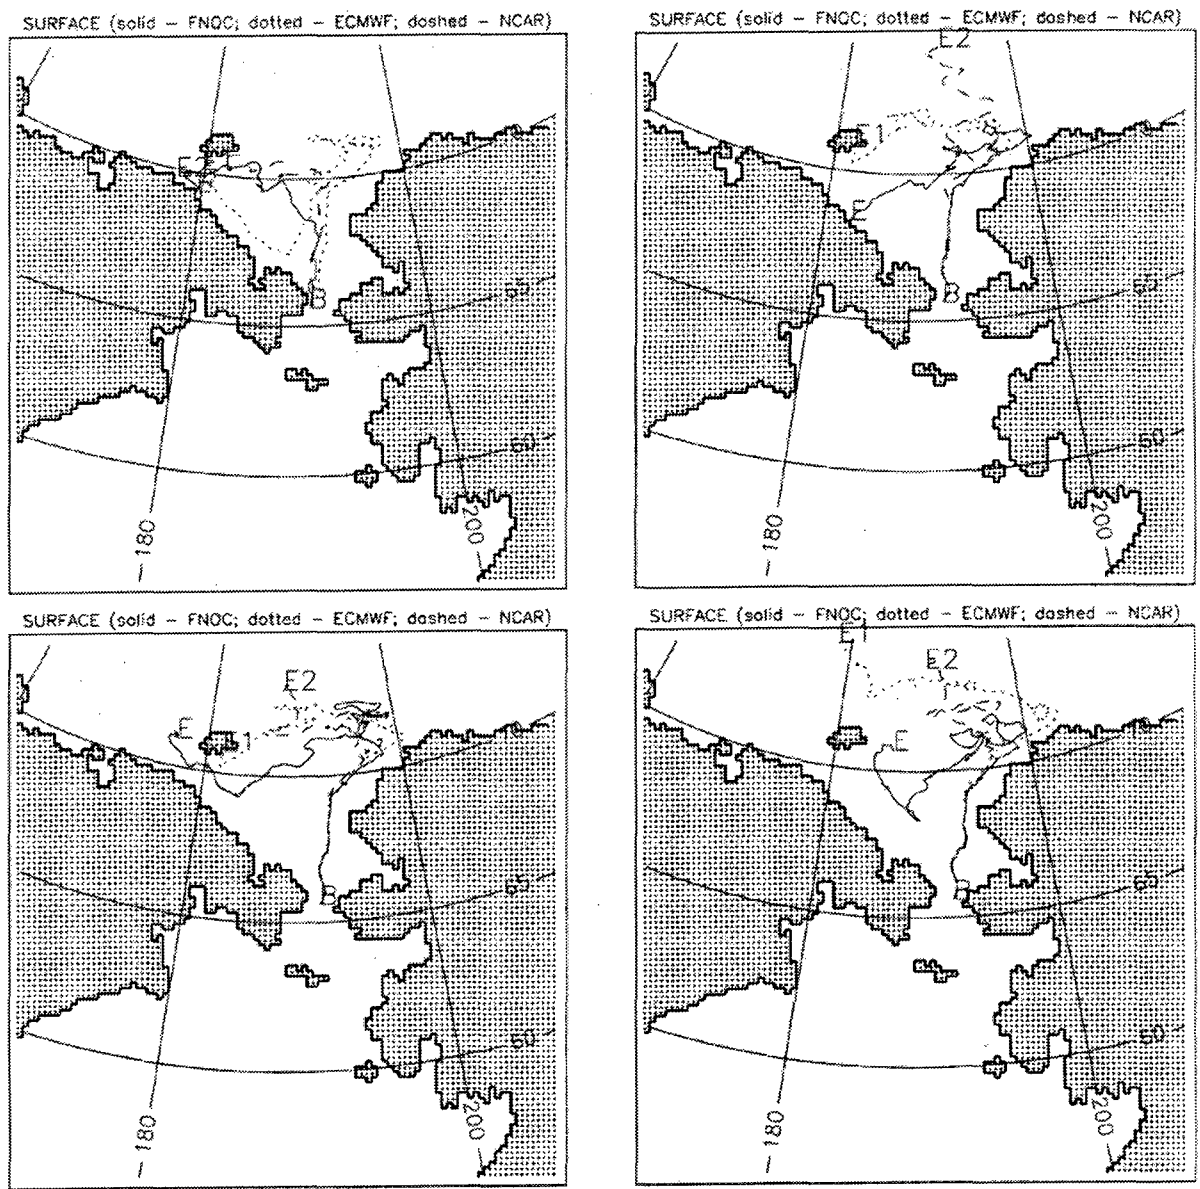 SURFACE (solid – FNOC; dotted – ECMWF; dashed – NCAR)
B
65
60
180
200
SURFACE (solid – FNOC; dotted – ECMWF; dashed – NCAR)
E2
E1
E
B
65
60
180
200
SURFACE (solid – FNOC; dotted – ECMWF; dashed – NCAR)
E2
E
B
65
60
180
200
SURFACE (solid – FNOC; dotted – ECMWF; dashed – NCAR)
E1
E2
E
B
65
60
180
200